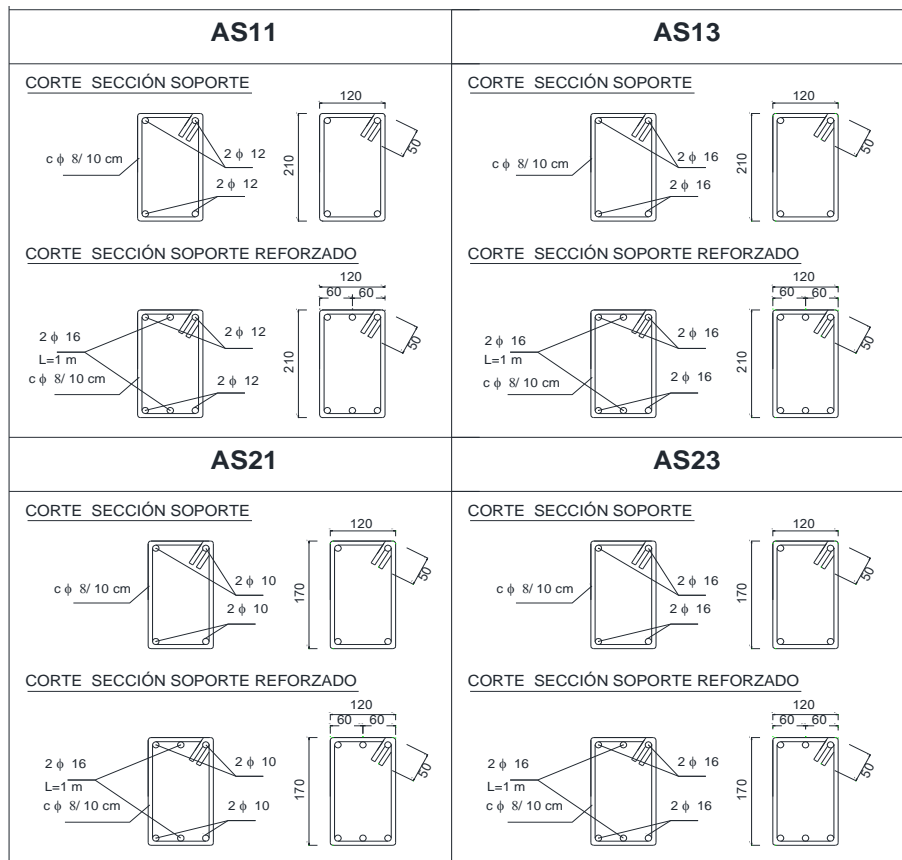 AS11
CORTE SECCIÓN SOPORTE
120
c ϕ 8/ 10 cm
2 ϕ 12
2 ϕ 12
210
50
CORTE SECCIÓN SOPORTE REFORZADO
120
60 60
2 ϕ 16
L=1 m
c ϕ 8/ 10 cm
2 ϕ 12
2 ϕ 12
210
50
AS13
CORTE SECCIÓN SOPORTE
120
c ϕ 8/ 10 cm
2 ϕ 16
2 ϕ 16
210
50
CORTE SECCIÓN SOPORTE REFORZADO
120
60 60
2 ϕ 16
L=1 m
c ϕ 8/ 10 cm
2 ϕ 16
2 ϕ 16
210
50
AS21
CORTE SECCIÓN SOPORTE
120
c ϕ 8/ 10 cm
2 ϕ 10
2 ϕ 10
170
50
CORTE SECCIÓN SOPORTE REFORZADO
120
60 60
2 ϕ 16
L=1 m
c ϕ 8/ 10 cm
2 ϕ 10
2 ϕ 10
170
50
AS23
CORTE SECCIÓN SOPORTE
120
c ϕ 8/ 10 cm
2 ϕ 16
2 ϕ 16
170
50
CORTE SECCIÓN SOPORTE REFORZADO
120
60 60
2 ϕ 16
L=1 m
c ϕ 8/ 10 cm
2 ϕ 16
2 ϕ 16
170
50